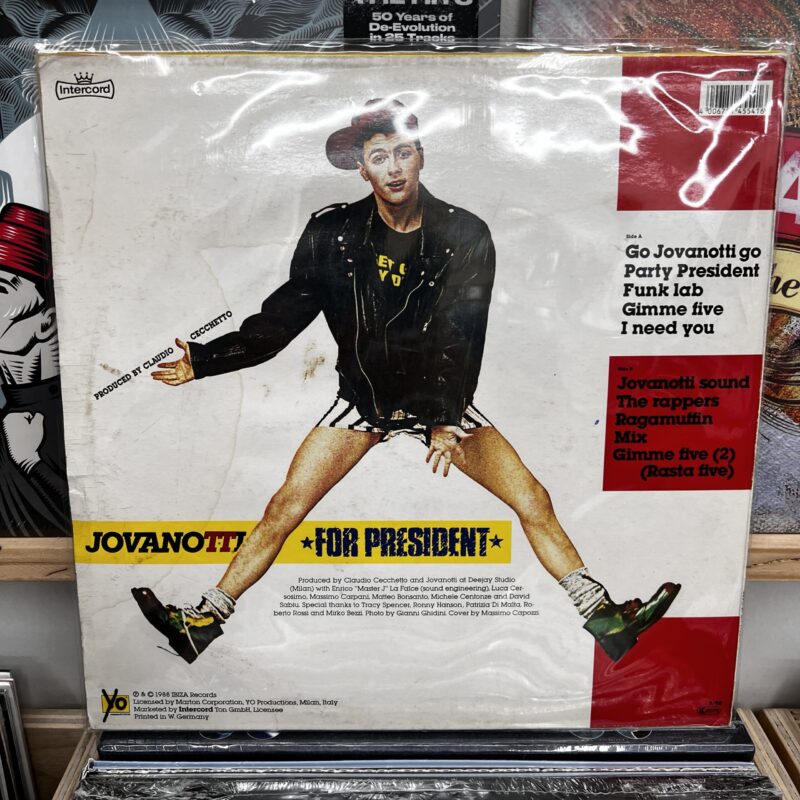 50 Years of
De-Evolution
in 25 Tracks
Intercord
Side A
Go Jovanotti go
Party President
Funk lab
Gimme five
I need you
PRODUCED BY CLAUDIO CECCHETTO
Side B
Jovanotti sound
The rappers
Ragamuffin
Mix
Gimme five (2)
(Rasta five)
JOVANOTTI
★FOR PRESIDENT★
Produced by Claudio Cecchetto and Jovanotti at Deejay Studio
(Milan) with Enrico "Master J" La Falce (sound engineering), Luca Cer-
sosimo, Massimo Carpani, Matteo Bonsanto, Michele Centonze and David
Sabiu. Special thanks to Tracy Spencer, Ronny Hanson, Patrizia Di Malta, Ro-
berto Rossi and Mirko Bezzi. Photo by Gianni Ghidini. Cover by Massimo Capozzi.
Yo
℗ & © 1988 IBIZA Records
Licensed by Marton Corporation, YO Productions, Milan, Italy
Marketed by Intercord Ton GmbH, Licensee
Printed in W. Germany